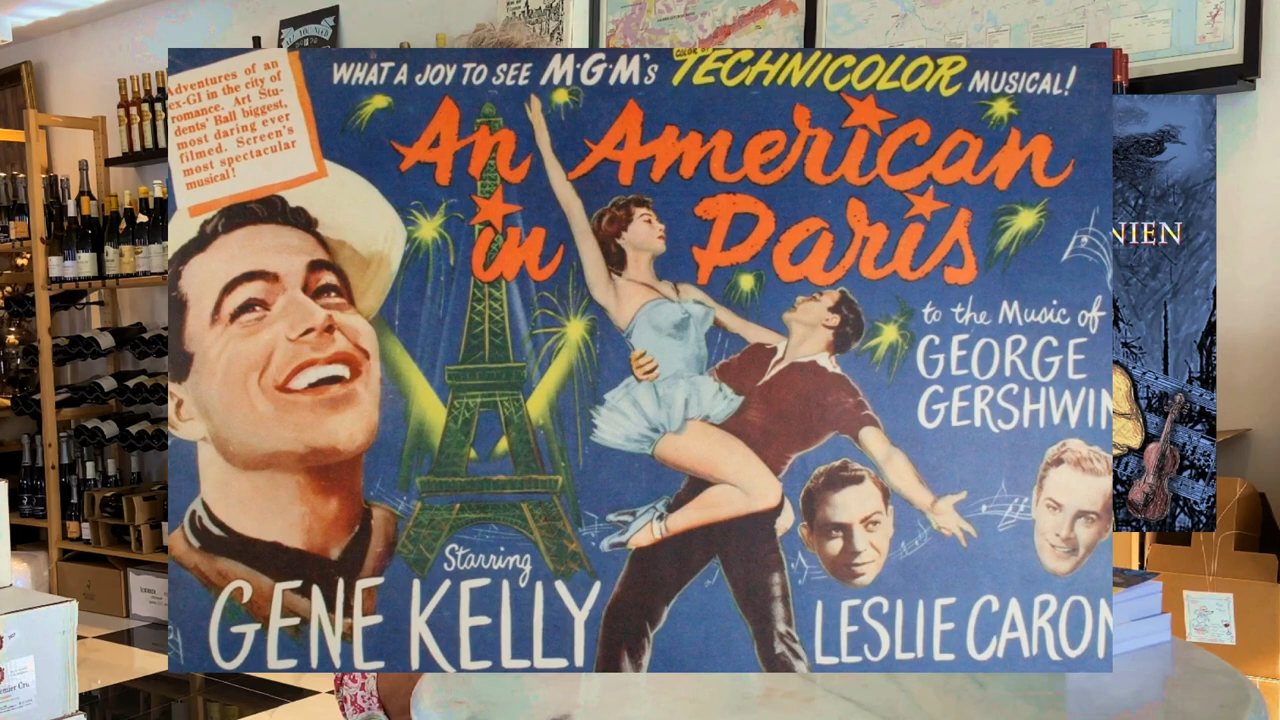 Adventures of an
ex-GI in the city of
romance. Art Stu-
dents' Ball biggest,
most daring ever
filmed. Screen's
most spectacular
musical!
WHAT A JOY TO SEE M·G·M's
COLOR BY
TECHNICOLOR MUSICAL!
An American
in Paris
to the Music of
GEORGE
GERSHWIN
Starring
GENE KELLY
LESLIE CARON
NIEN